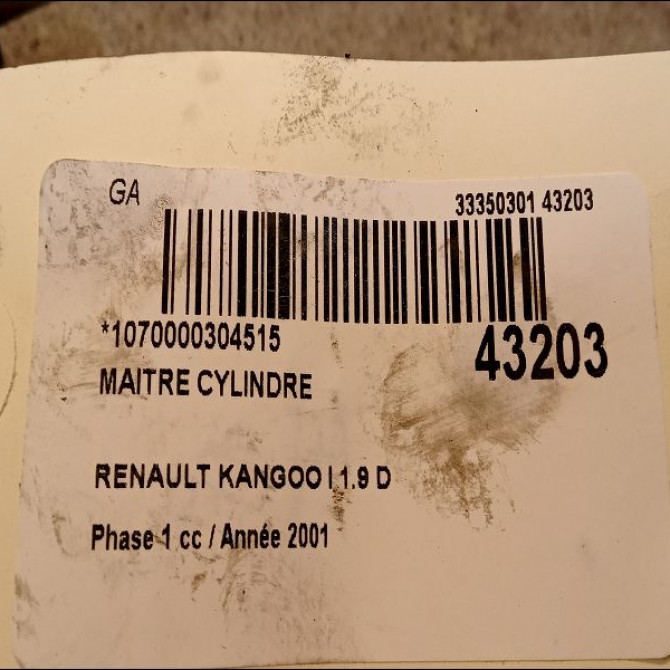 GA
33350301 43203
*1070000304515
43203
MAITRE CYLINDRE
RENAULT KANGOO I 1.9 D
Phase 1 cc / Année 2001